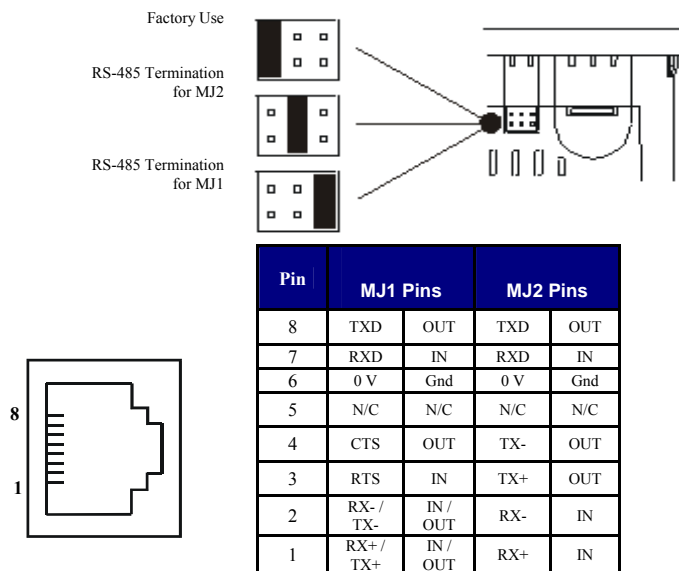 Factory Use
RS-485 Termination
for MJ2
RS-485 Termination
for MJ1
Pin MJ1 Pins MJ2 Pins
8 TXD OUT TXD OUT
7 RXD IN RXD IN
6 0 V Gnd 0 V Gnd
5 N/C N/C N/C N/C
4 CTS OUT TX- OUT
3 RTS IN TX+ OUT
2 RX- / TX- IN / OUT RX- IN
1 RX+ / TX+ IN / OUT RX+ IN
8
1